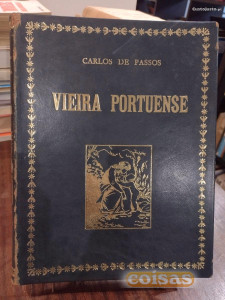 CARLOS DE PASSOS
VIEIRA PORTUENSE
coisas